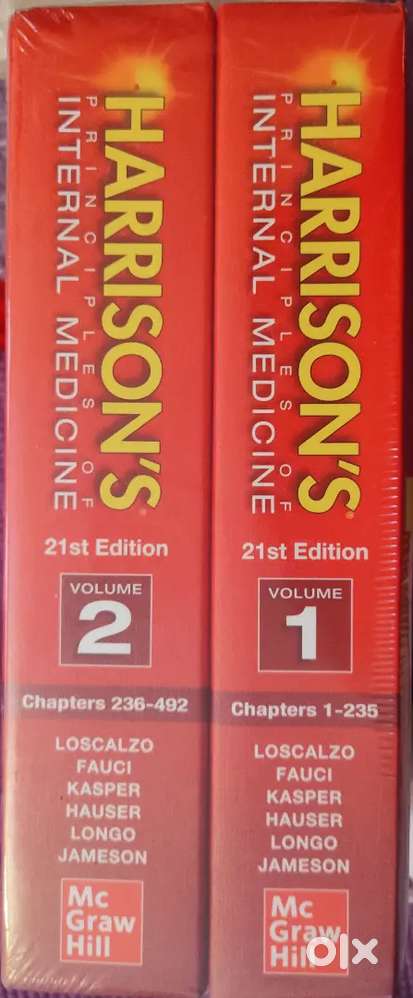 HARRISON'S
PRINCIPLES OF
INTERNAL MEDICINE
21st Edition
VOLUME
2
Chapters 236-492
LOSCALZO
FAUCI
KASPER
HAUSER
LONGO
JAMESON
Mc
Graw
Hill
HARRISON'S
PRINCIPLES OF
INTERNAL MEDICINE
21st Edition
VOLUME
1
Chapters 1-235
LOSCALZO
FAUCI
KASPER
HAUSER
LONGO
JAMESON
Mc
Graw
Hill
olx